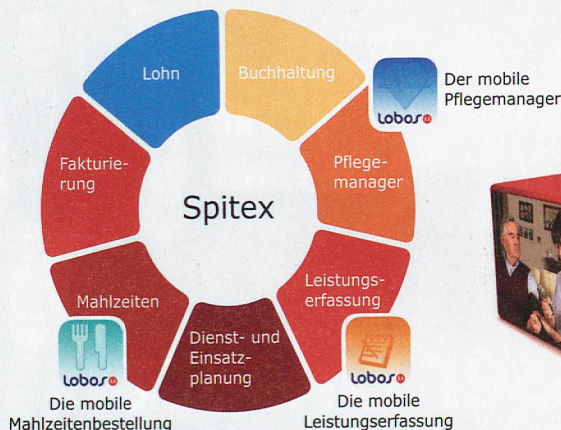 Lohn
Buchhaltung
Lobos
Der mobile
Pflegemanager
Fakturie-
rung
Pflege-
manager
Spitex
Mahlzeiten
Leistungs-
erfassung
Dienst- und
Einsatz-
planung
Lobos
Lobos
Die mobile
Mahlzeitenbestellung
Die mobile
Leistungserfassung